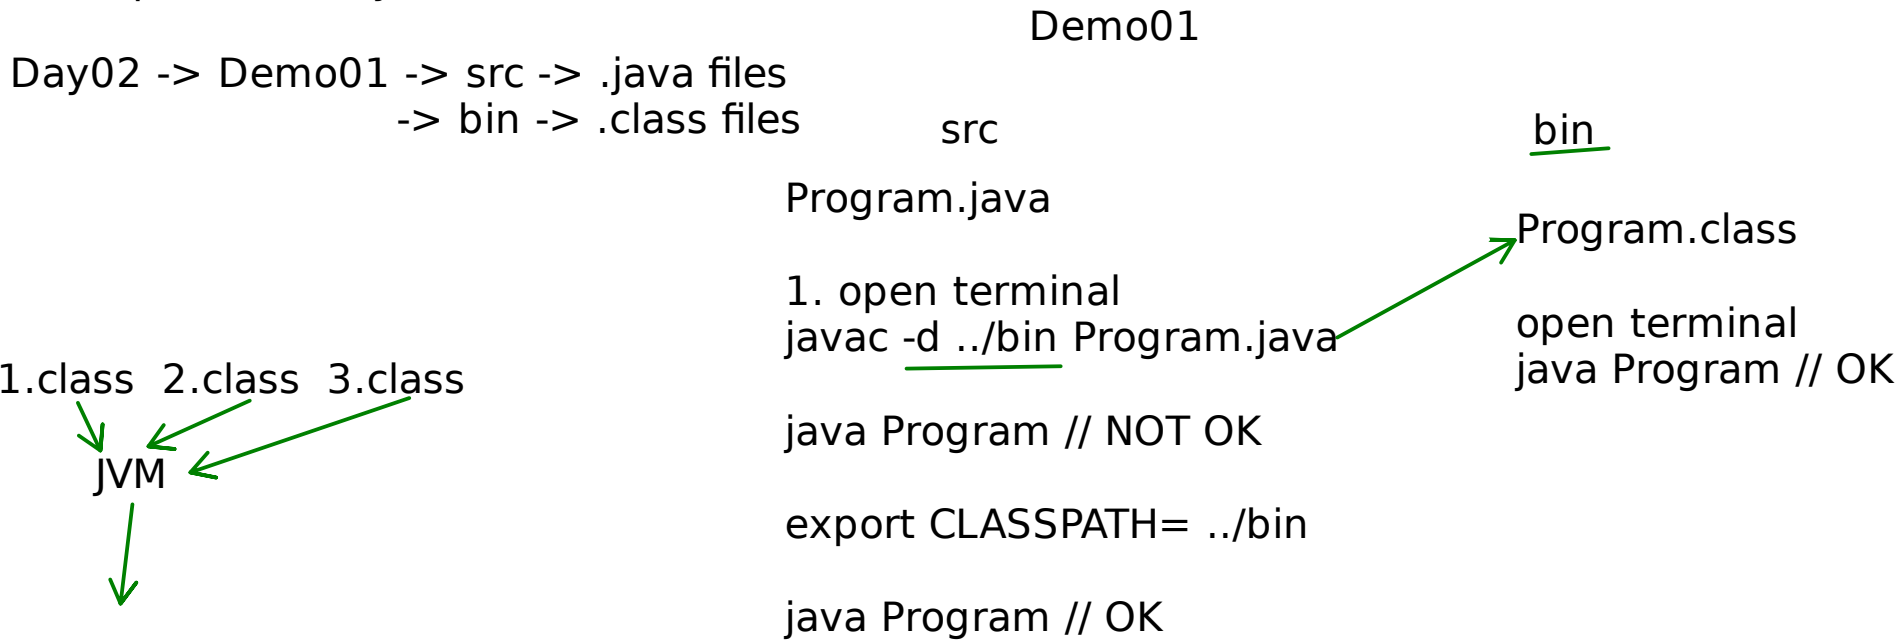 Demo01
Day02 -> Demo01 -> src -> .java files
-> bin -> .class files
src
bin
Program.java
Program.class
1. open terminal
javac -d ../bin Program.java
open terminal
java Program // OK
1.class 2.class 3.class
JVM
java Program // NOT OK
export CLASSPATH= ../bin
java Program // OK